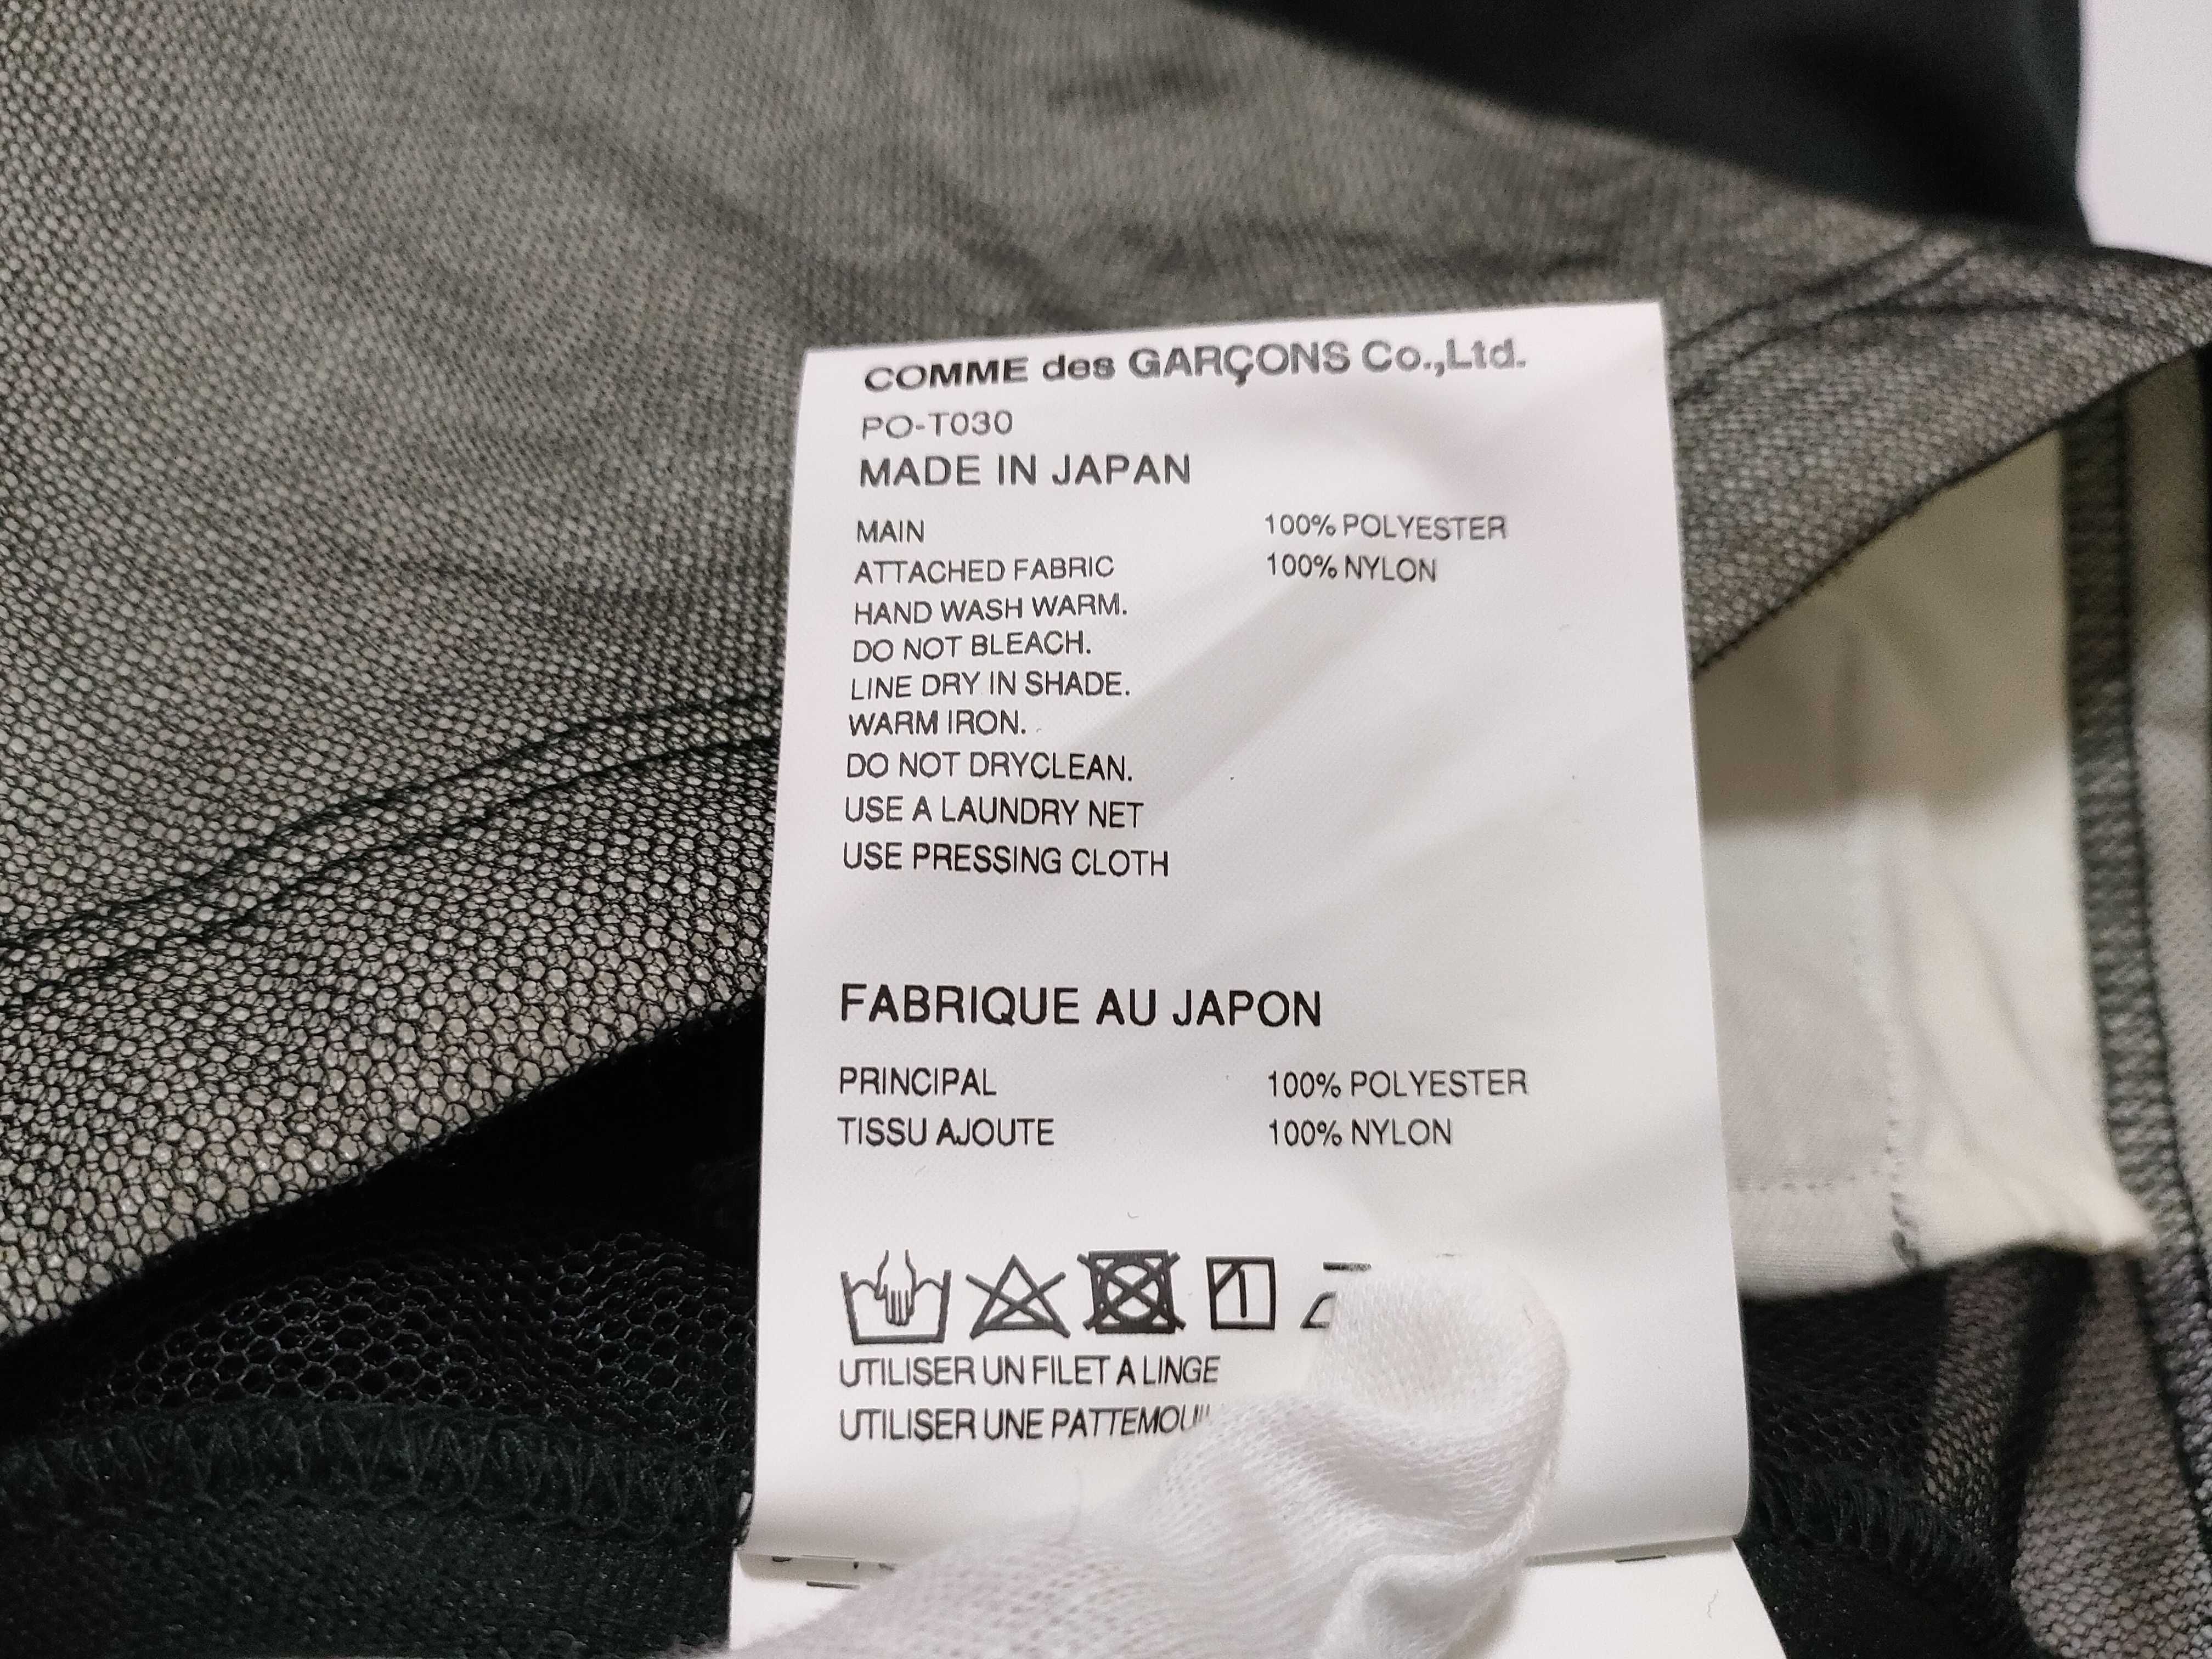 COMME des GARÇONS Co.,Ltd.
PO-T030
MADE IN JAPAN
MAIN 100% POLYESTER
ATTACHED FABRIC 100% NYLON
HAND WASH WARM.
DO NOT BLEACH.
LINE DRY IN SHADE.
WARM IRON.
DO NOT DRYCLEAN.
USE A LAUNDRY NET
USE PRESSING CLOTH
FABRIQUE AU JAPON
PRINCIPAL 100% POLYESTER
TISSU AJOUTE 100% NYLON
UTILISER UN FILET A LINGE
UTILISER UNE